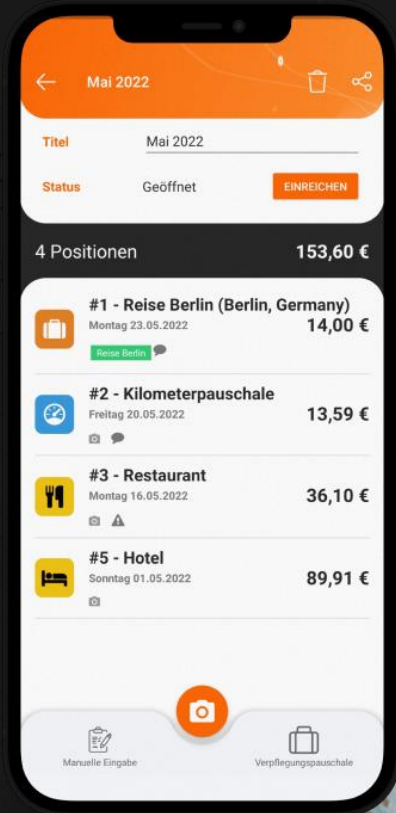 Mai 2022
Titel Mai 2022
Status Geöffnet EINREICHEN
4 Positionen 153,60 €
#1 - Reise Berlin (Berlin, Germany)
Montag 23.05.2022 14,00 €
Reise Berlin
#2 - Kilometerpauschale
Freitag 20.05.2022 13,59 €
#3 - Restaurant
Montag 16.05.2022 36,10 €
#5 - Hotel
Sonntag 01.05.2022 89,91 €
Manuelle Eingabe Verpflegungspauschale